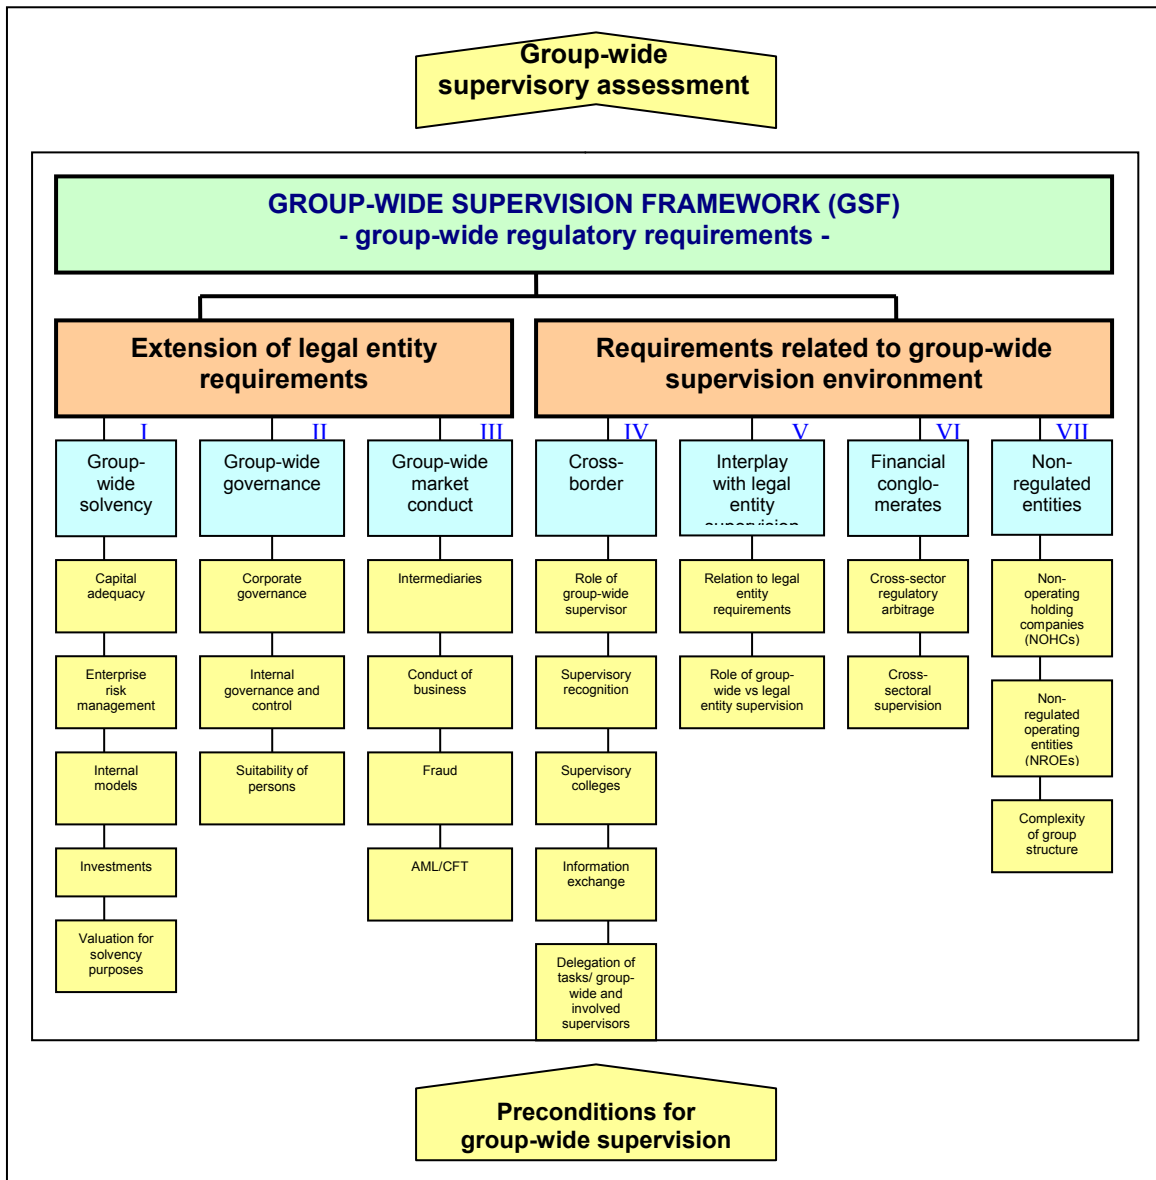 Group-wide
supervisory assessment
GROUP-WIDE SUPERVISION FRAMEWORK (GSF)
- group-wide regulatory requirements -
Extension of legal entity
requirements
Requirements related to group-wide
supervision environment
I
Group-
wide
solvency
Capital
adequacy
Enterprise
risk
management
Internal
models
Investments
Valuation for
solvency
purposes
II
Group-wide
governance
Corporate
governance
Internal
governance and
control
Suitability of
persons
III
Group-wide
market
conduct
Intermediaries
Conduct of
business
Fraud
AML/CFT
IV
Cross-
border
Role of
group-wide
supervisor
Supervisory
recognition
Supervisory
colleges
Information
exchange
Delegation of
tasks/ group-
wide and
involved
supervisors
V
Interplay
with legal
entity
supervision
Relation to legal
entity
requirements
Role of group-
wide vs legal
entity supervision
VI
Financial
conglo-
merates
Cross-sector
regulatory
arbitrage
Cross-
sectoral
supervision
VII
Non-
regulated
entities
Non-
operating
holding
companies
(NOHCs)
Non-
regulated
operating
entities
(NROEs)
Complexity
of group
structure
Preconditions for
group-wide supervision